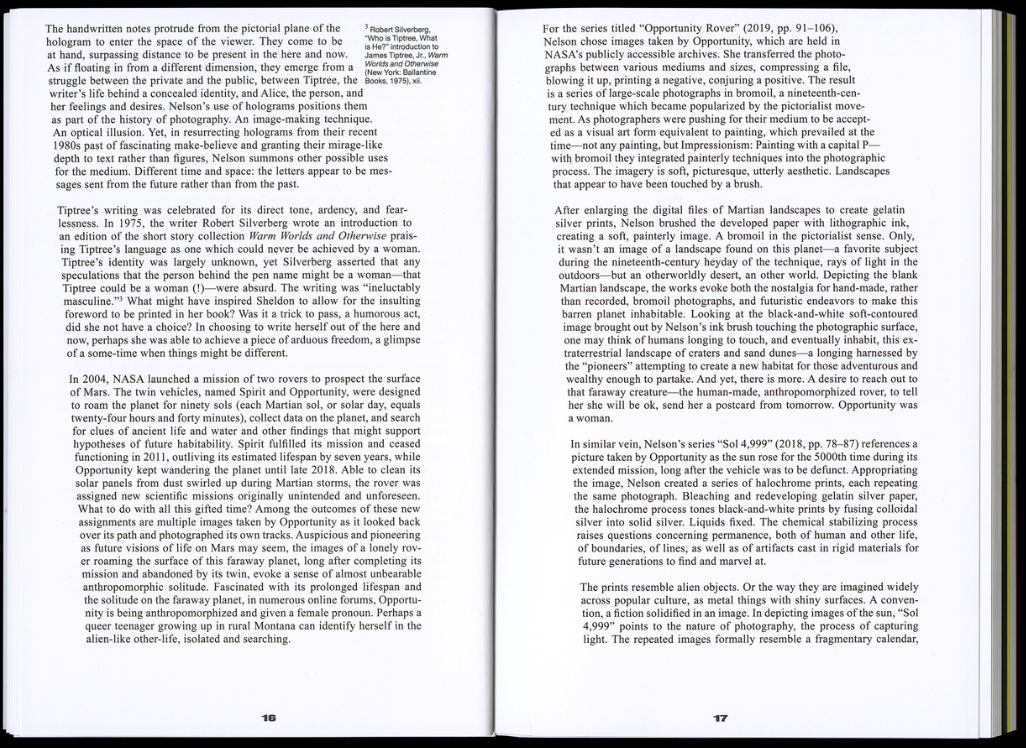 The handwritten notes protrude from the pictorial plane of the
hologram to enter the space of the viewer. They come to be
at hand, surpassing distance to be present in the here and now.
As if floating in from a different dimension, they emerge from a
struggle between the private and the public, between Tiptree, the
writer's life behind a concealed identity, and Alice, the person, and
her feelings and desires. Nelson's use of holograms positions them
as part of the history of photography. An image-making technique.
An optical illusion. Yet, in resurrecting holograms from their recent
1980s past of fascinating make-believe and granting their mirage-like
depth to text rather than figures, Nelson summons other possible uses
for the medium. Different time and space: the letters appear to be mes-
sages sent from the future rather than from the past.
3 Robert Silverberg,
"Who is Tiptree, What
is He?" introduction to
James Tiptree, Jr., Warm
Worlds and Otherwise
(New York: Ballantine
Books, 1975), xii.
Tiptree's writing was celebrated for its direct tone, ardency, and fear-
lessness. In 1975, the writer Robert Silverberg wrote an introduction to
an edition of the short story collection Warm Worlds and Otherwise prais-
ing Tiptree's language as one which could never be achieved by a woman.
Tiptree's identity was largely unknown, yet Silverberg asserted that any
speculations that the person behind the pen name might be a woman—that
Tiptree could be a woman (!)—were absurd. The writing was "ineluctably
masculine."3 What might have inspired Sheldon to allow for the insulting
foreword to be printed in her book? Was it a trick to pass, a humorous act,
did she not have a choice? In choosing to write herself out of the here and
now, perhaps she was able to achieve a piece of arduous freedom, a glimpse
of a some-time when things might be different.
In 2004, NASA launched a mission of two rovers to prospect the surface
of Mars. The twin vehicles, named Spirit and Opportunity, were designed
to roam the planet for ninety sols (each Martian sol, or solar day, equals
twenty-four hours and forty minutes), collect data on the planet, and search
for clues of ancient life and water and other findings that might support
hypotheses of future habitability. Spirit fulfilled its mission and ceased
functioning in 2011, outliving its estimated lifespan by seven years, while
Opportunity kept wandering the planet until late 2018. Able to clean its
solar panels from dust swirled up during Martian storms, the rover was
assigned new scientific missions originally unintended and unforeseen.
What to do with all this gifted time? Among the outcomes of these new
assignments are multiple images taken by Opportunity as it looked back
over its path and photographed its own tracks. Auspicious and pioneering
as future visions of life on Mars may seem, the images of a lonely rov-
er roaming the surface of this faraway planet, long after completing its
mission and abandoned by its twin, evoke a sense of almost unbearable
anthropomorphic solitude. Fascinated with its prolonged lifespan and
the solitude on the faraway planet, in numerous online forums, Opportu-
nity is being anthropomorphized and given a female pronoun. Perhaps a
queer teenager growing up in rural Montana can identify herself in the
alien-like other-life, isolated and searching.
16
For the series titled "Opportunity Rover" (2019, pp. 91–106),
Nelson chose images taken by Opportunity, which are held in
NASA's publicly accessible archives. She transferred the photo-
graphs between various mediums and sizes, compressing a file,
blowing it up, printing a negative, conjuring a positive. The result
is a series of large-scale photographs in bromoil, a nineteenth-cen-
tury technique which became popularized by the pictorialist move-
ment. As photographers were pushing for their medium to be accept-
ed as a visual art form equivalent to painting, which prevailed at the
time—not any painting, but Impressionism: Painting with a capital P—
with bromoil they integrated painterly techniques into the photographic
process. The imagery is soft, picturesque, utterly aesthetic. Landscapes
that appear to have been touched by a brush.
After enlarging the digital files of Martian landscapes to create gelatin
silver prints, Nelson brushed the developed paper with lithographic ink,
creating a soft, painterly image. A bromoil in the pictorialist sense. Only,
it wasn't an image of a landscape found on this planet—a favorite subject
during the nineteenth-century heyday of the technique, rays of light in the
outdoors—but an otherworldly desert, an other world. Depicting the blank
Martian landscape, the works evoke both the nostalgia for hand-made, rather
than recorded, bromoil photographs, and futuristic endeavors to make this
barren planet inhabitable. Looking at the black-and-white soft-contoured
image brought out by Nelson's ink brush touching the photographic surface,
one may think of humans longing to touch, and eventually inhabit, this ex-
traterrestrial landscape of craters and sand dunes—a longing harnessed by
the "pioneers" attempting to create a new habitat for those adventurous and
wealthy enough to partake. And yet, there is more. A desire to reach out to
that faraway creature—the human-made, anthropomorphized rover, to tell
her she will be ok, send her a postcard from tomorrow. Opportunity was
a woman.
In similar vein, Nelson's series "Sol 4,999" (2018, pp. 78–87) references a
picture taken by Opportunity as the sun rose for the 5000th time during its
extended mission, long after the vehicle was to be defunct. Appropriating
the image, Nelson created a series of halochrome prints, each repeating
the same photograph. Bleaching and redeveloping gelatin silver paper,
the halochrome process tones black-and-white prints by fusing colloidal
silver into solid silver. Liquids fixed. The chemical stabilizing process
raises questions concerning permanence, both of human and other life,
of boundaries, of lines, as well as of artifacts cast in rigid materials for
future generations to find and marvel at.
The prints resemble alien objects. Or the way they are imagined widely
across popular culture, as metal things with shiny surfaces. A conven-
tion, a fiction solidified in an image. In depicting images of the sun, "Sol
4,999" points to the nature of photography, the process of capturing
light. The repeated images formally resemble a fragmentary calendar,
17